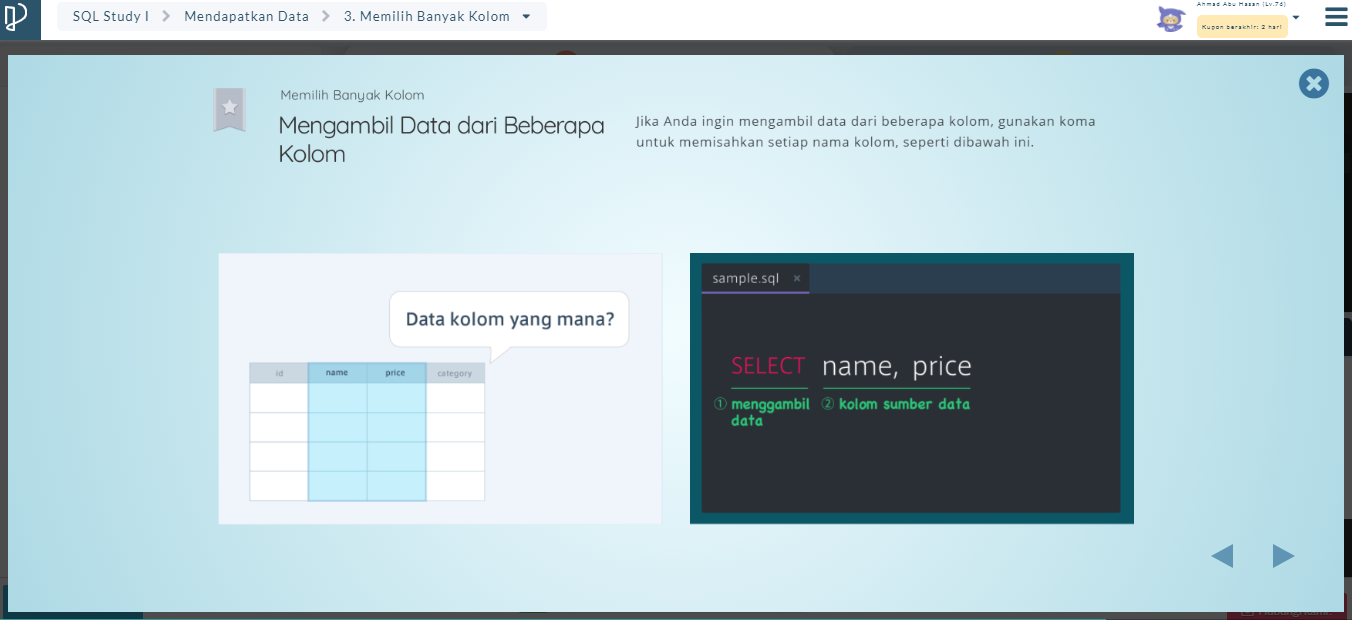 SQL Study I
Mendapatkan Data
3. Memilih Banyak Kolom
Ahmad Abu Hasan (Lv.76)
Kupon berakhir: 2 hari
Memilih Banyak Kolom
Mengambil Data dari Beberapa
Kolom
Jika Anda ingin mengambil data dari beberapa kolom, gunakan koma
untuk memisahkan setiap nama kolom, seperti dibawah ini.
Data kolom yang mana?
id name price category
sample.sql ×
SELECT name, price
① menggambil ② kolom sumber data
data